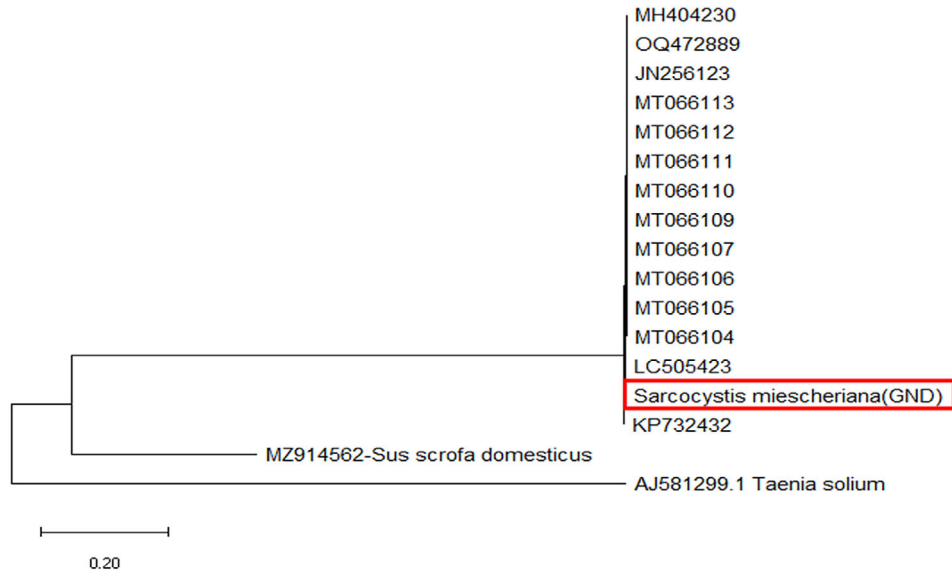 MH404230
OQ472889
JN256123
MT066113
MT066112
MT066111
MT066110
MT066109
MT066107
MT066106
MT066105
MT066104
LC505423
Sarcocystis miescheriana(GND)
KP732432
MZ914562-Sus scrofa domesticus
AJ581299.1 Taenia solium
0.20